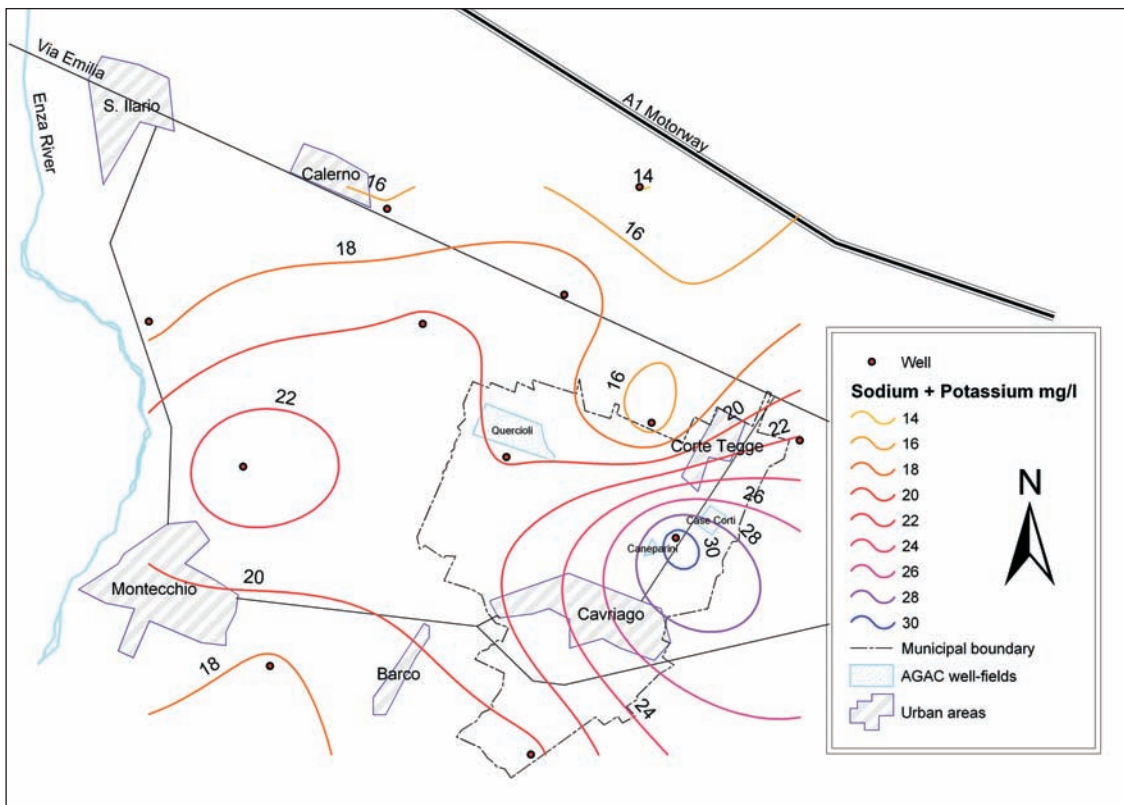 Via Emilia
S. Ilario
Enza River
A1 Motorway
Calerno
16
14
16
18
22
16
Quercioli
20
Corte Tegge
22
26
Case Corti
28
Caneparini
30
Montecchio
20
Cavriago
18
Barco
24
Well
Sodium + Potassium mg/l
14
16
18
20
22
24
26
28
30
Municipal boundary
AGAC well-fields
Urban areas
N